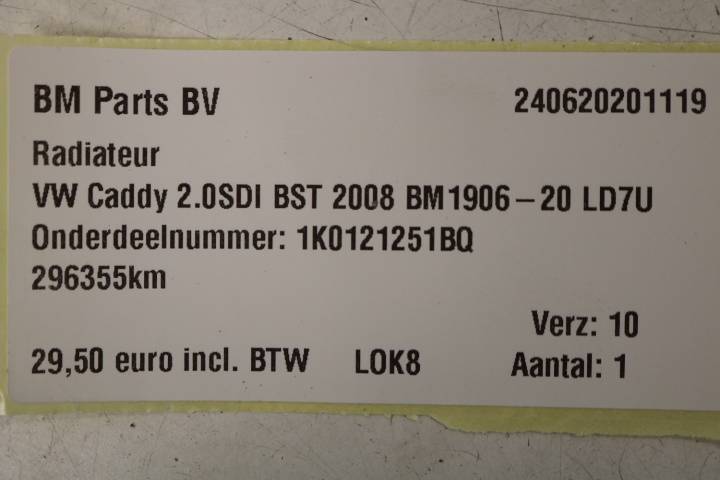 BM Parts BV 240620201119
Radiateur
VW Caddy 2.0SDI BST 2008 BM1906-20 LD7U
Onderdeelnummer: 1K0121251BQ
296355km
Verz: 10
29,50 euro incl. BTW LOK8 Aantal: 1